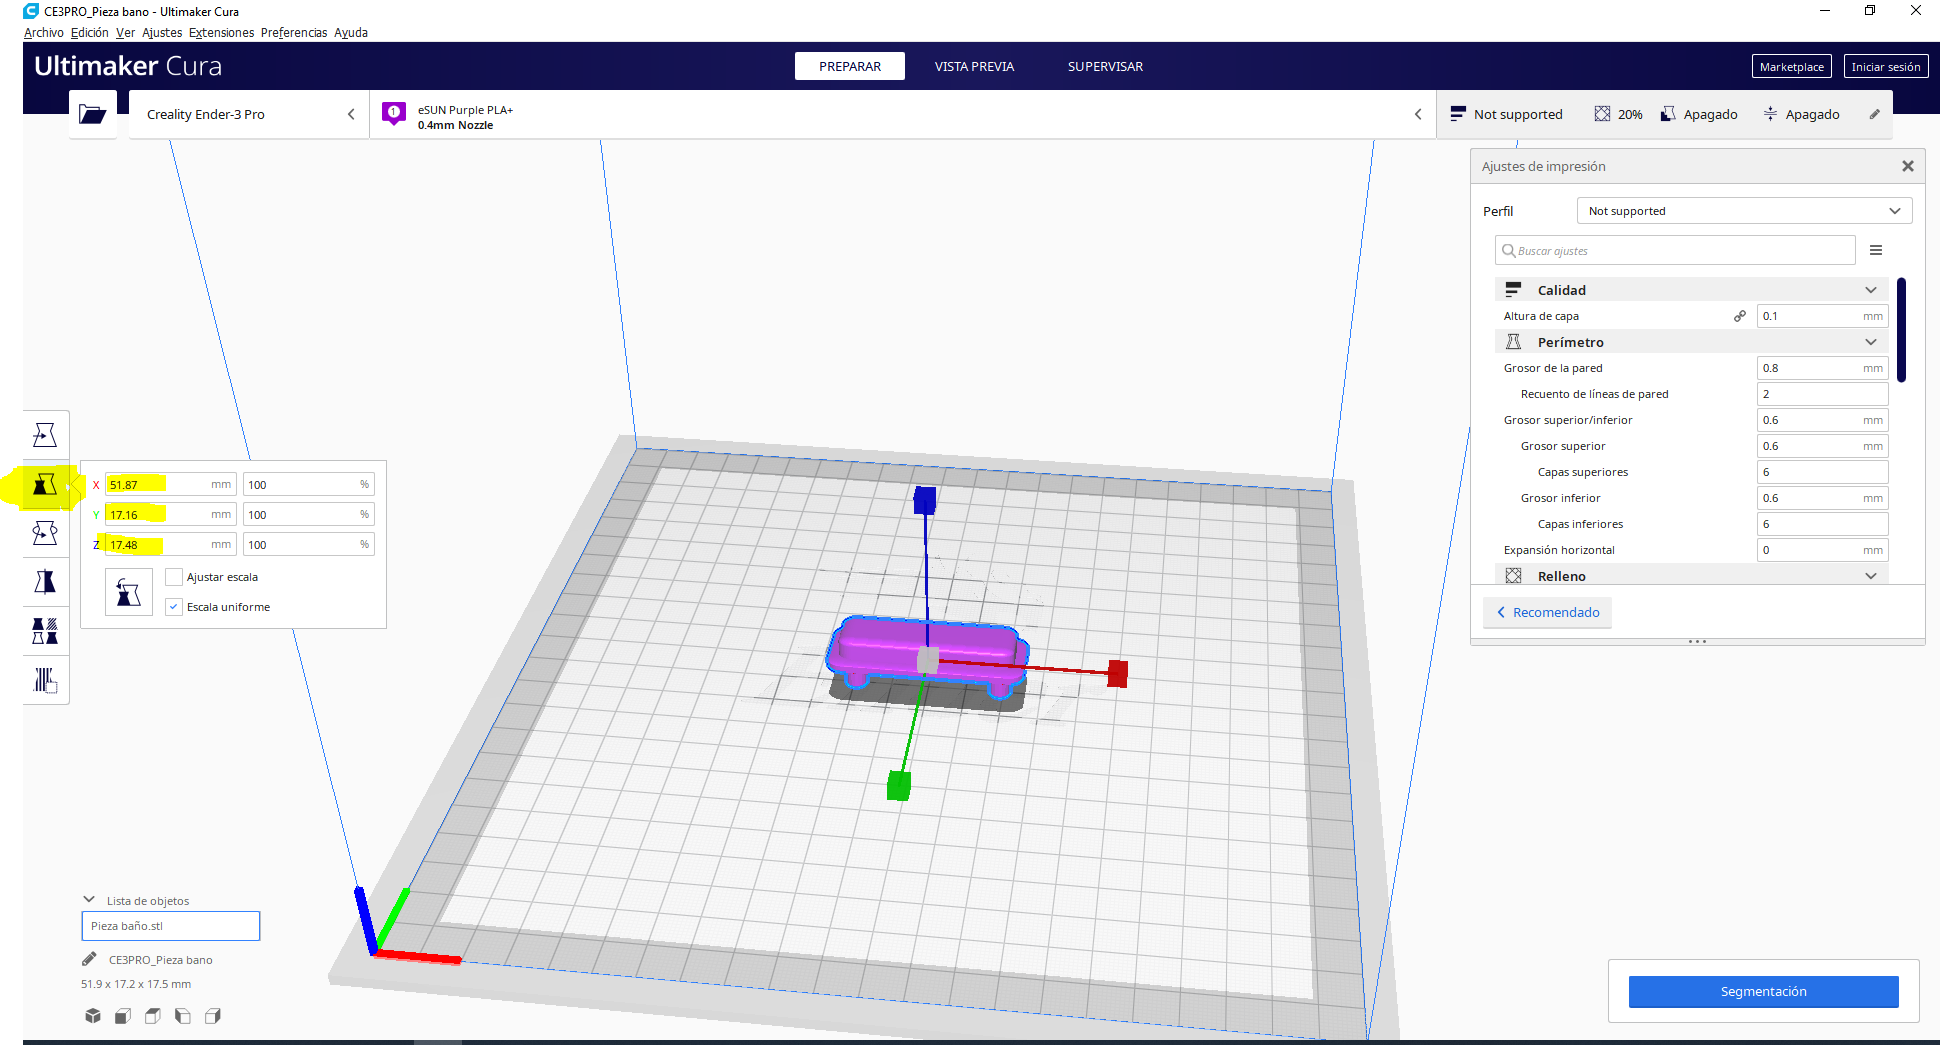 CE3PRO_Pieza bano - Ultimaker Cura
Archivo Edición Ver Ajustes Extensiones Preferencias Ayuda
Ultimaker Cura
PREPARAR
VISTA PREVIA
SUPERVISAR
Marketplace
Iniciar sesión
Creality Ender-3 Pro
1
eSUN Purple PLA+
0.4mm Nozzle
Not supported
20%
Apagado
Apagado
Ajustes de impresión
Perfil
Not supported
Buscar ajustes
Calidad
Altura de capa 0.1 mm
Perímetro
Grosor de la pared 0.8 mm
Recuento de líneas de pared 2
Grosor superior/inferior 0.6 mm
Grosor superior 0.6 mm
Capas superiores 6
Grosor inferior 0.6 mm
Capas inferiores 6
Expansión horizontal 0 mm
Relleno
Recomendado
X 51.87 mm 100 %
Y 17.16 mm 100 %
Z 17.48 mm 100 %
Ajustar escala
Escala uniforme
Lista de objetos
Pieza baño.stl
CE3PRO_Pieza bano
51.9 x 17.2 x 17.5 mm
Segmentación